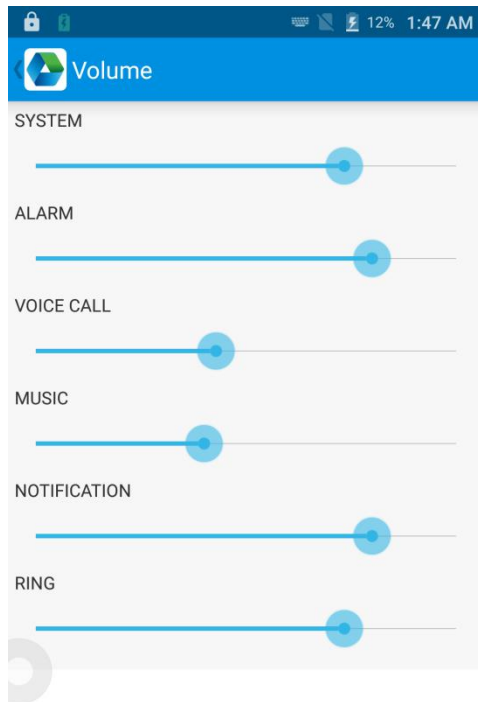 12% 1:47 AM
Volume
SYSTEM
ALARM
VOICE CALL
MUSIC
NOTIFICATION
RING